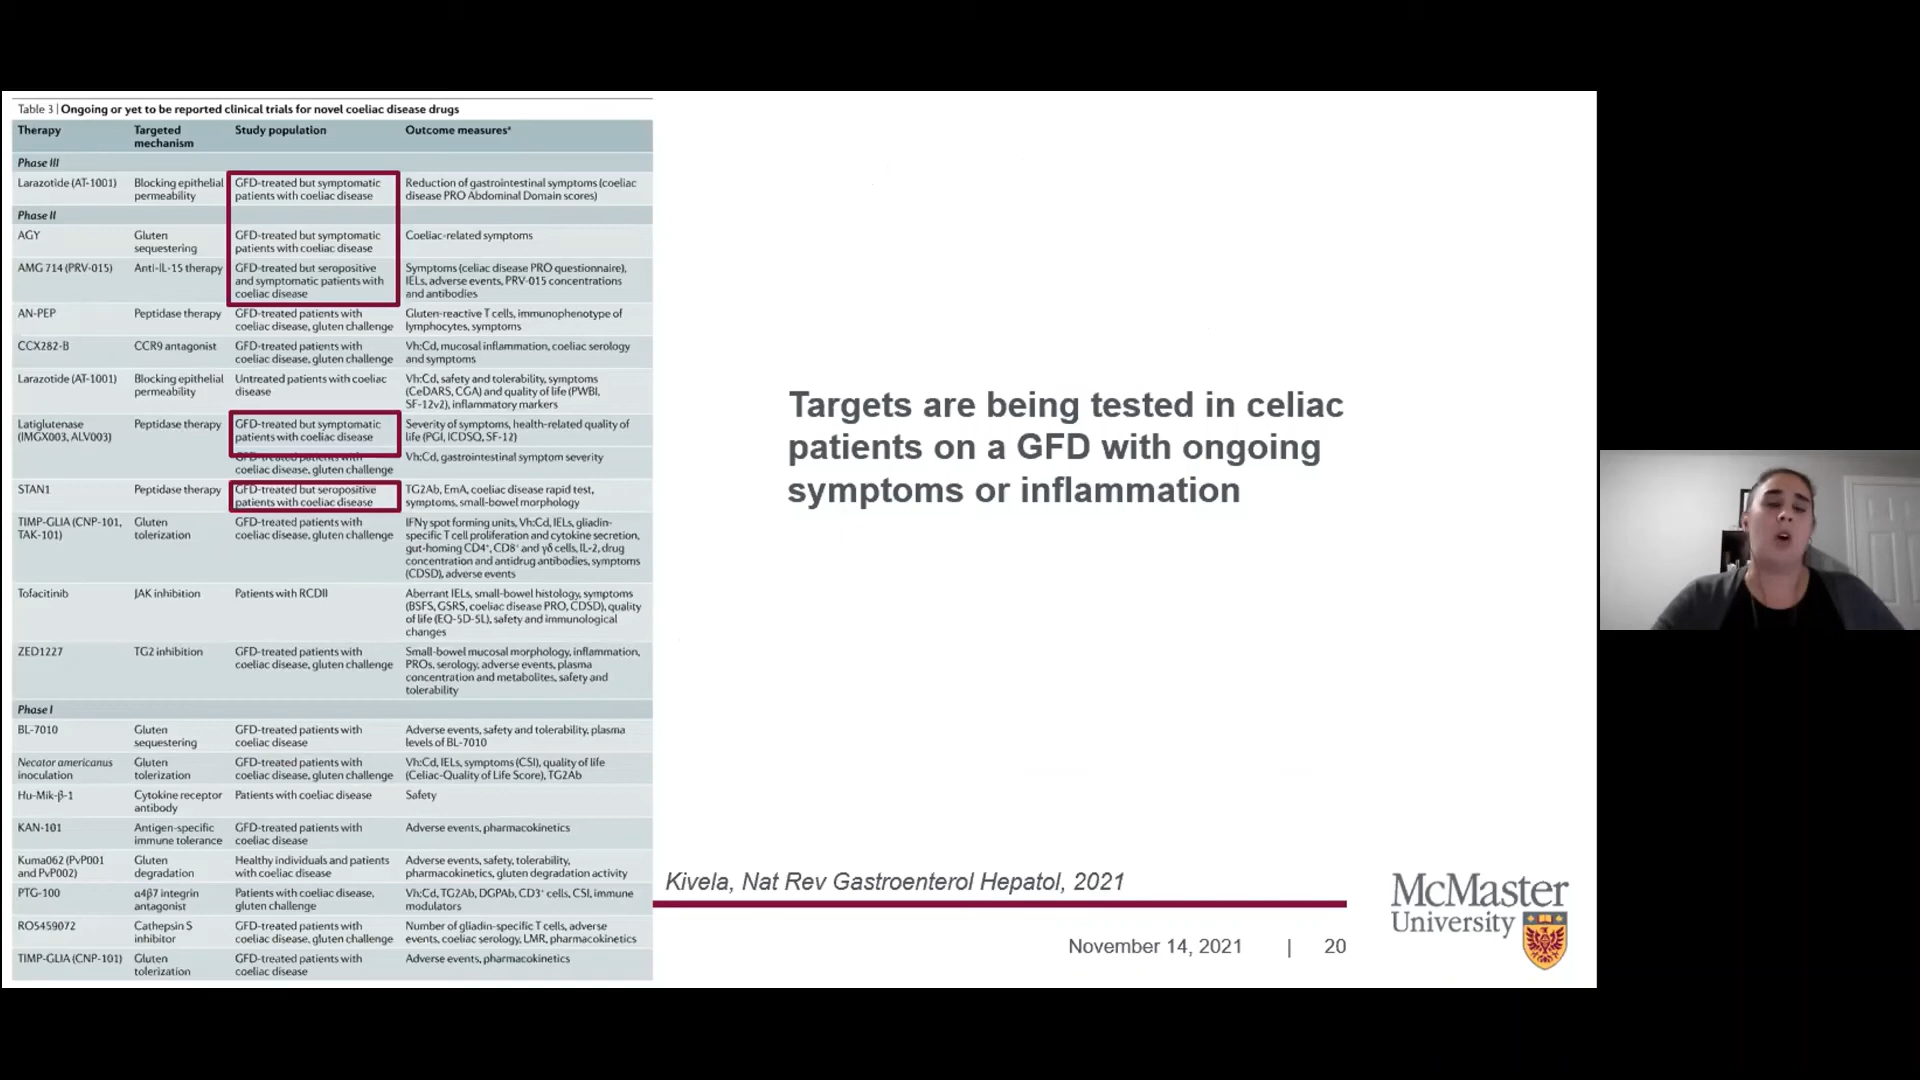 Table 3 | Ongoing or yet to be reported clinical trials for novel coeliac disease drugs
Therapy Targeted mechanism Study population Outcome measuresᵃ
Phase III
Larazotide (AT-1001) Blocking epithelial permeability GFD-treated but symptomatic patients with coeliac disease Reduction of gastrointestinal symptoms (coeliac disease PRO Abdominal Domain scores)
Phase II
AGY Gluten sequestering GFD-treated but symptomatic patients with coeliac disease Coeliac-related symptoms
AMG 714 (PRV-015) Anti-IL-15 therapy GFD-treated but seropositive and symptomatic patients with coeliac disease Symptoms (celiac disease PRO questionnaire), IELs, adverse events, PRV-015 concentrations and antibodies
AN-PEP Peptidase therapy GFD-treated patients with coeliac disease, gluten challenge Gluten-reactive T cells, immunophenotype of lymphocytes, symptoms
CCX282-B CCR9 antagonist GFD-treated patients with coeliac disease, gluten challenge Vh:Cd, mucosal inflammation, coeliac serology and symptoms
Larazotide (AT-1001) Blocking epithelial permeability Untreated patients with coeliac disease Vh:Cd, safety and tolerability, symptoms (CeDARS, CGA) and quality of life (PWBI, SF-12v2), inflammatory markers
Latiglutenase (IMGX003, ALV003) Peptidase therapy GFD-treated but symptomatic patients with coeliac disease Severity of symptoms, health-related quality of life (PGI, ICDSQ, SF-12)
GFD-treated patients with coeliac disease, gluten challenge Vh:Cd, gastrointestinal symptom severity
STAN1 Peptidase therapy GFD-treated but seropositive patients with coeliac disease TG2Ab, EmA, coeliac disease rapid test, symptoms, small-bowel morphology
TIMP-GLIA (CNP-101, TAK-101) Gluten tolerization GFD-treated patients with coeliac disease, gluten challenge IFNγ spot forming units, Vh:Cd, IELs, gliadin-specific T cell proliferation and cytokine secretion, gut-homing CD4⁺, CD8⁺ and γδ cells, IL-2, drug concentration and antidrug antibodies, symptoms (CDSD), adverse events
Tofacitinib JAK inhibition Patients with RCDII Aberrant IELs, small-bowel histology, symptoms (BSFS, GSRS, coeliac disease PRO, CDSD), quality of life (EQ-5D-5L), safety and immunological changes
ZED1227 TG2 inhibition GFD-treated patients with coeliac disease, gluten challenge Small-bowel mucosal morphology, inflammation, PROs, serology, adverse events, plasma concentration and metabolites, safety and tolerability
Phase I
BL-7010 Gluten sequestering GFD-treated patients with coeliac disease Adverse events, safety and tolerability, plasma levels of BL-7010
Necator americanus inoculation Gluten tolerization GFD-treated patients with coeliac disease, gluten challenge Vh:Cd, IELs, symptoms (CSI), quality of life (Celiac-Quality of Life Score), TG2Ab
Hu-Mik-β-1 Cytokine receptor antibody Patients with coeliac disease Safety
KAN-101 Antigen-specific immune tolerance GFD-treated patients with coeliac disease Adverse events, pharmacokinetics
Kuma062 (PvP001 and PvP002) Gluten degradation Healthy individuals and patients with coeliac disease Adverse events, safety, tolerability, pharmacokinetics, gluten degradation activity
PTG-100 α4β7 integrin antagonist Patients with coeliac disease, gluten challenge Vh:Cd, TG2Ab, DGPAb, CD3⁺ cells, CSI, immune modulators
RO5459072 Cathepsin S inhibitor GFD-treated patients with coeliac disease, gluten challenge Number of gliadin-specific T cells, adverse events, coeliac serology, LMR, pharmacokinetics
TIMP-GLIA (CNP-101) Gluten tolerization GFD-treated patients with coeliac disease Adverse events, pharmacokinetics
Targets are being tested in celiac
patients on a GFD with ongoing
symptoms or inflammation
Kivela, Nat Rev Gastroenterol Hepatol, 2021
November 14, 2021 | 20
McMaster
University